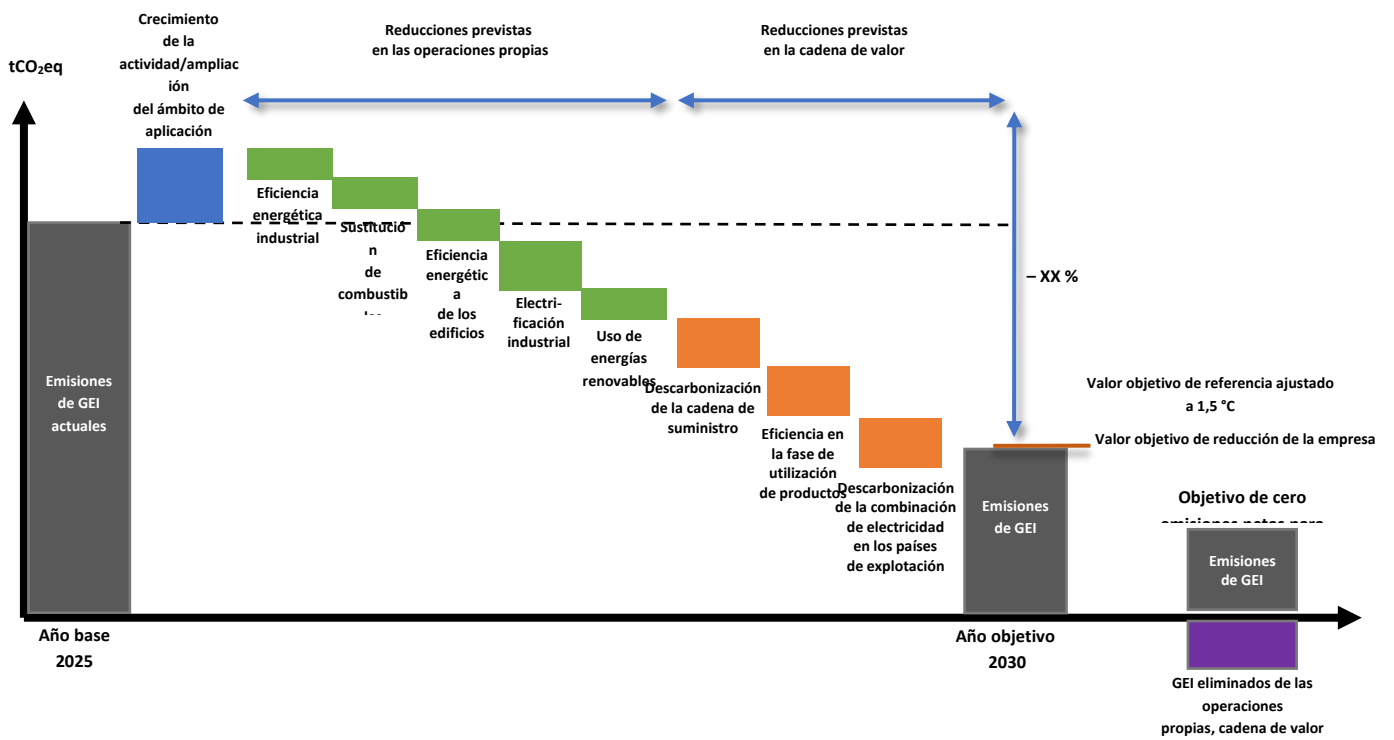 Crecimiento
de la
actividad/ampliac
ión
del ámbito de
aplicación
Reducciones previstas
en las operaciones propias
Reducciones previstas
en la cadena de valor
tCO₂eq
Eficiencia
energética
industrial
Sustitució
n
de
combustib
Eficiencia
energétic
a
de los
edificios
Electri-
ficación
industrial
Uso de
energías
renovables
Descarbonización
de la cadena de
suministro
Eficiencia en
la fase de
utilización
de productos
Descarbonización
de la combinación
de electricidad
en los países
de explotación
– XX %
Emisiones
de GEI
actuales
Valor objetivo de referencia ajustado
a 1,5 °C
Valor objetivo de reducción de la empresa
Emisiones
de GEI
Objetivo de cero
emisiones netas para
Emisiones
de GEI
Año base
2025
Año objetivo
2030
GEI eliminados de las
operaciones
propias, cadena de valor